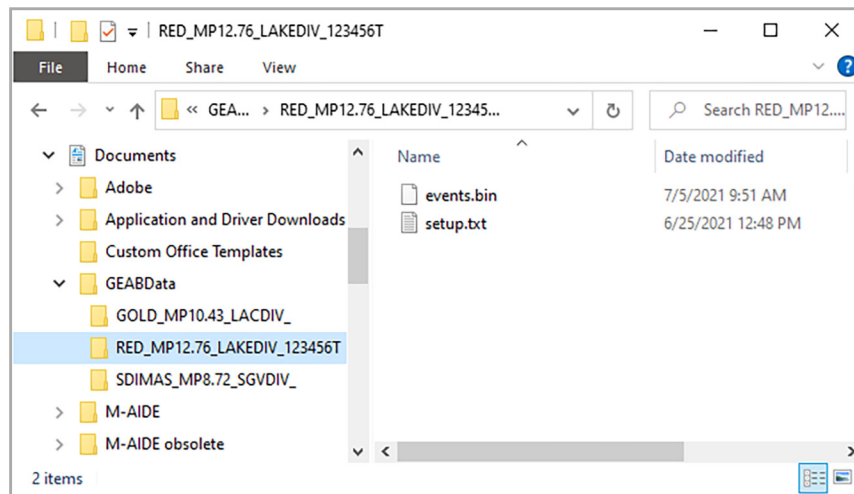 RED_MP12.76_LAKEDIV_123456T
File Home Share View ?
« GEA... > RED_MP12.76_LAKEDIV_12345... Search RED_MP12....
Documents
Adobe
Application and Driver Downloads
Custom Office Templates
GEABData
GOLD_MP10.43_LACDIV_
RED_MP12.76_LAKEDIV_123456T
SDIMAS_MP8.72_SGVDIV_
M-AIDE
M-AIDE obsolete
Name Date modified
events.bin 7/5/2021 9:51 AM
setup.txt 6/25/2021 12:48 PM
2 items